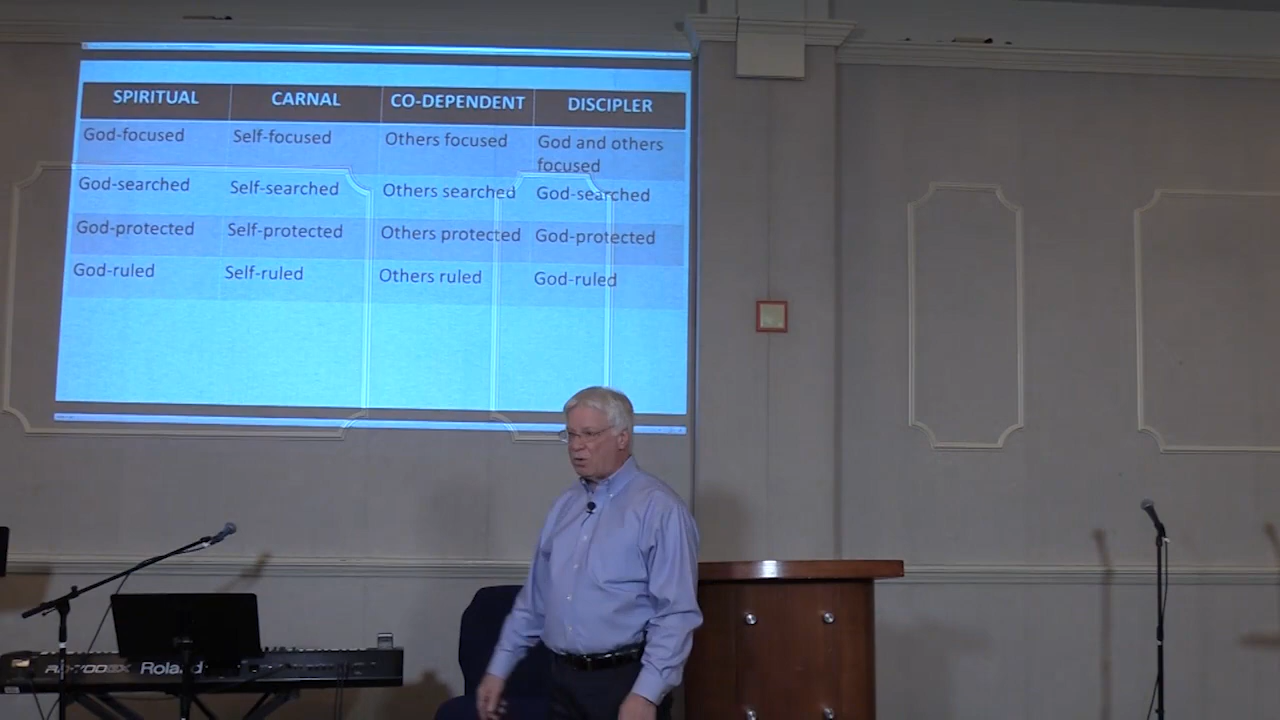 SPIRITUAL CARNAL CO-DEPENDENT DISCIPLER
God-focused Self-focused Others focused God and others
focused
God-searched Self-searched Others searched God-searched
God-protected Self-protected Others protected God-protected
God-ruled Self-ruled Others ruled God-ruled
Roland